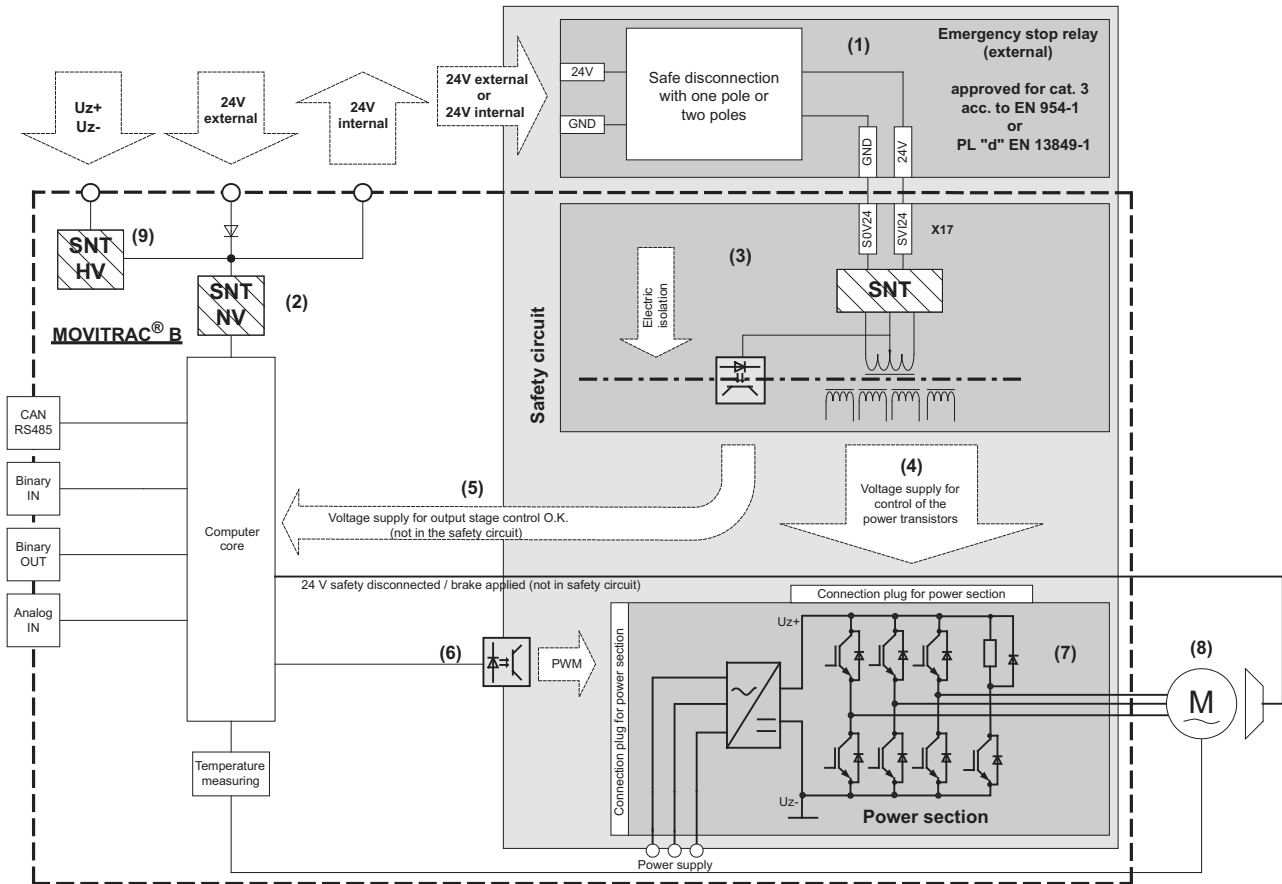 Uz+
Uz-
24V
external
24V
internal
24V external
or
24V internal
24V
GND
Safe disconnection
with one pole or
two poles
(1)
Emergency stop relay
(external)
approved for cat. 3
acc. to EN 954-1
or
PL "d" EN 13849-1
GND
24V
S0V24
SVI24
X17
(3)
SNT
Electric
isolation
Safety circuit
SNT
HV
(9)
SNT
NV
(2)
MOVITRAC® B
CAN
RS485
Binary
IN
Binary
OUT
Analog
IN
Computer
core
(5)
Voltage supply for output stage control O.K.
(not in the safety circuit)
(4)
Voltage supply for
control of the
power transistors
24 V safety disconnected / brake applied (not in safety circuit)
Connection plug for power section
Connection plug for power section
(6)
PWM
Uz+
(7)
(8)
M
Uz-
Power section
Temperature
measuring
Power supply